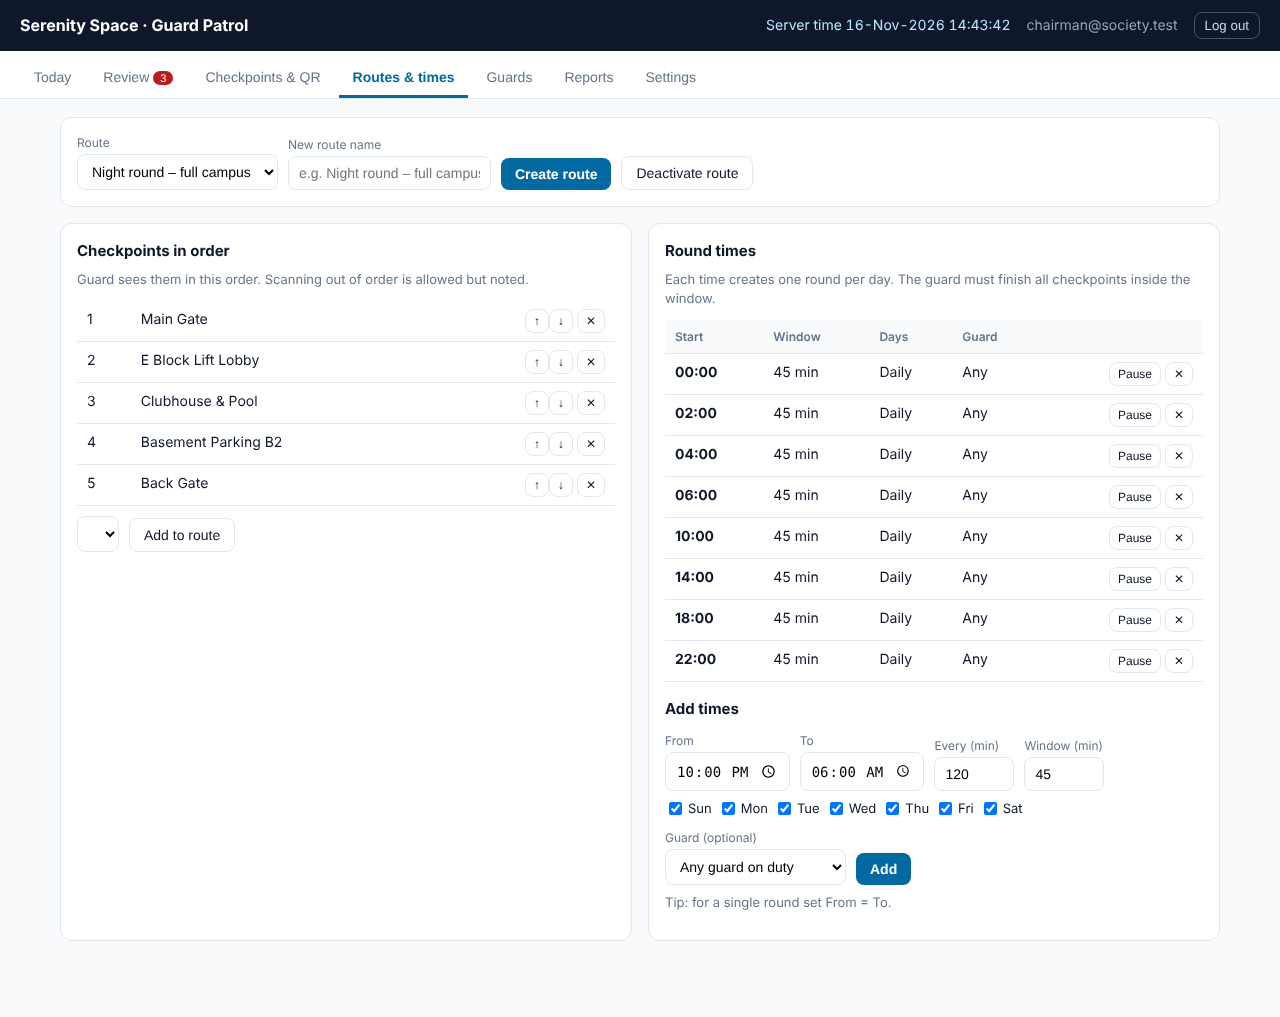 Serenity Space · Guard Patrol
Server time 16-Nov-2026 14:43:42
chairman@society.test
Log out
Today
Review 3
Checkpoints & QR
Routes & times
Guards
Reports
Settings
Route
Night round – full campus
New route name
e.g. Night round – full campus
Create route
Deactivate route
Checkpoints in order
Guard sees them in this order. Scanning out of order is allowed but noted.
1 Main Gate ↑ ↓ ✕
2 E Block Lift Lobby ↑ ↓ ✕
3 Clubhouse & Pool ↑ ↓ ✕
4 Basement Parking B2 ↑ ↓ ✕
5 Back Gate ↑ ↓ ✕
Add to route
Round times
Each time creates one round per day. The guard must finish all checkpoints inside the
window.
Start Window Days Guard
00:00 45 min Daily Any Pause ✕
02:00 45 min Daily Any Pause ✕
04:00 45 min Daily Any Pause ✕
06:00 45 min Daily Any Pause ✕
10:00 45 min Daily Any Pause ✕
14:00 45 min Daily Any Pause ✕
18:00 45 min Daily Any Pause ✕
22:00 45 min Daily Any Pause ✕
Add times
From To Every (min) Window (min)
10:00 PM 06:00 AM 120 45
Sun Mon Tue Wed Thu Fri Sat
Guard (optional)
Any guard on duty
Add
Tip: for a single round set From = To.